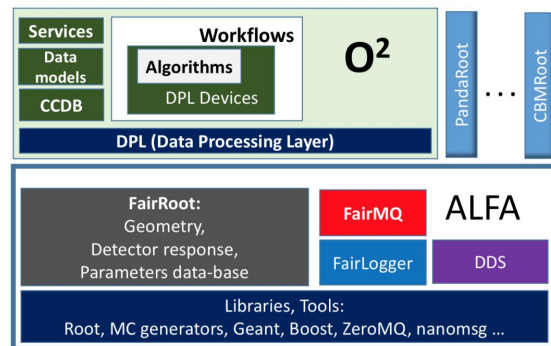 Services
Data
models
CCDB
Workflows
Algorithms
DPL Devices
O²
DPL (Data Processing Layer)
PandaRoot
...
CBMRoot
FairRoot:
Geometry,
Detector response,
Parameters data-base
FairMQ
ALFA
FairLogger
DDS
Libraries, Tools:
Root, MC generators, Geant, Boost, ZeroMQ, nanomsg ...